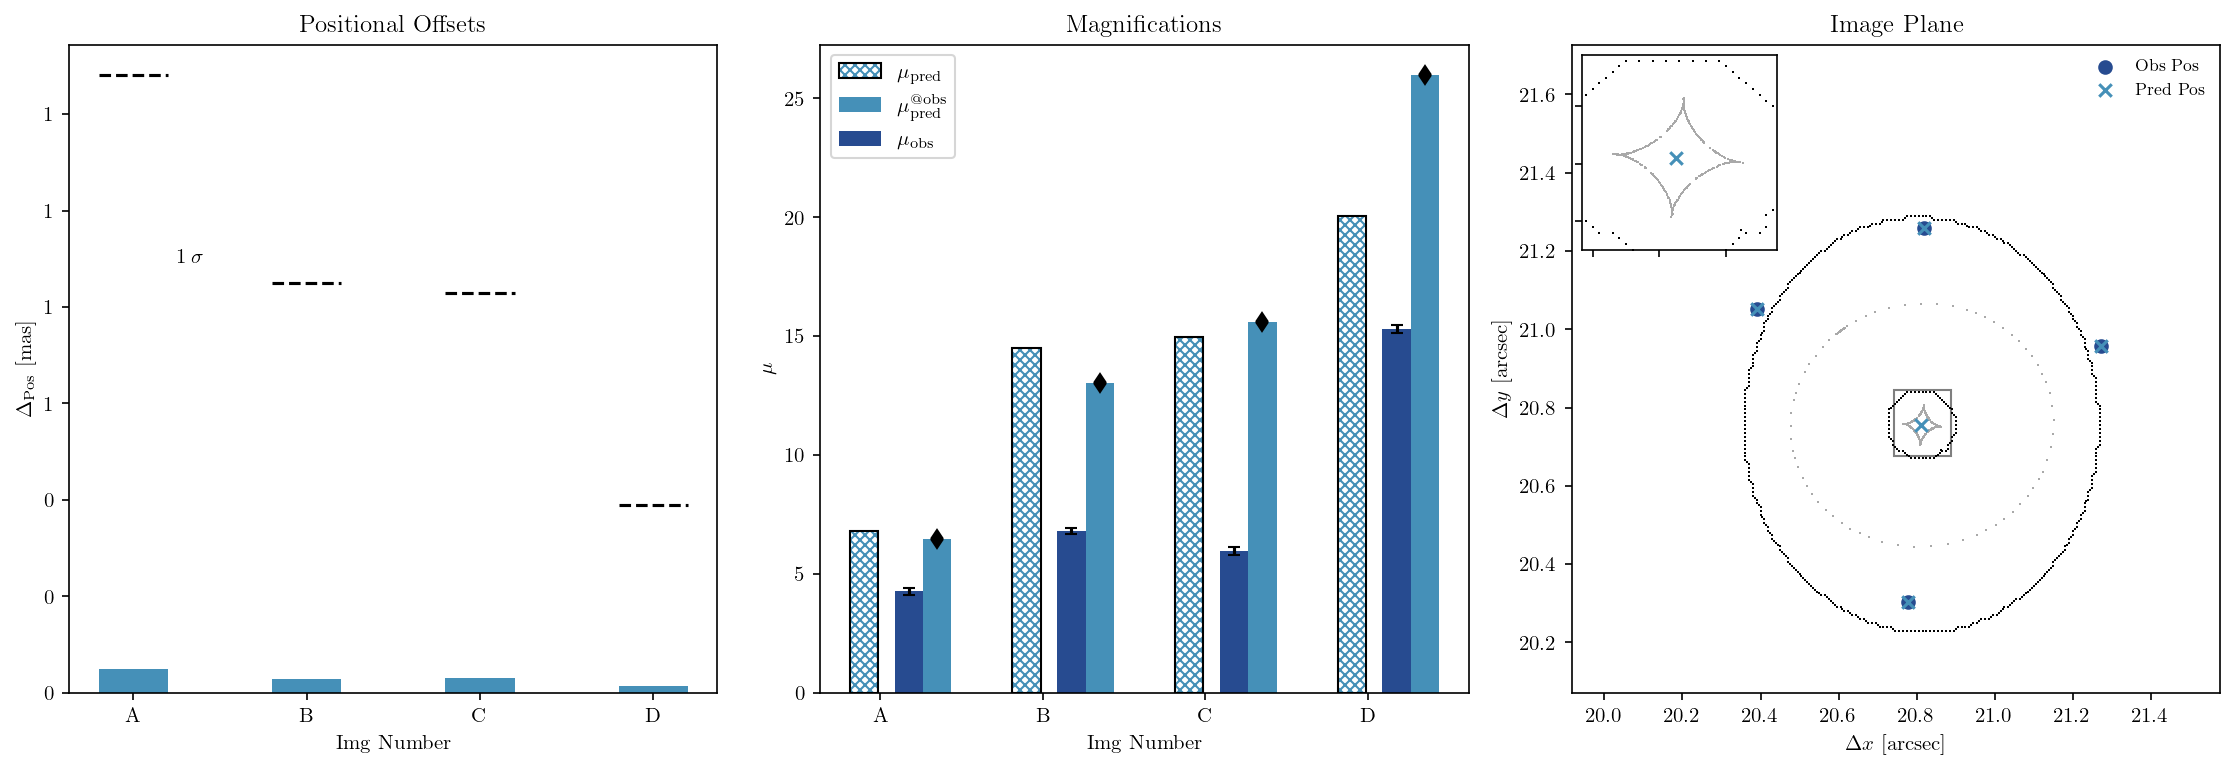 Positional Offsets
1
1
1
1
0
0
0
Δ_Pos [mas]
1 σ
A B C D
Img Number
Magnifications
25
20
15
10
5
0
μ
μ_pred
μ_pred^@obs
μ_obs
A B C D
Img Number
Image Plane
21.6
21.4
21.2
21.0
20.8
20.6
20.4
20.2
Δy [arcsec]
Obs Pos
Pred Pos
20.0 20.2 20.4 20.6 20.8 21.0 21.2 21.4
Δx [arcsec]